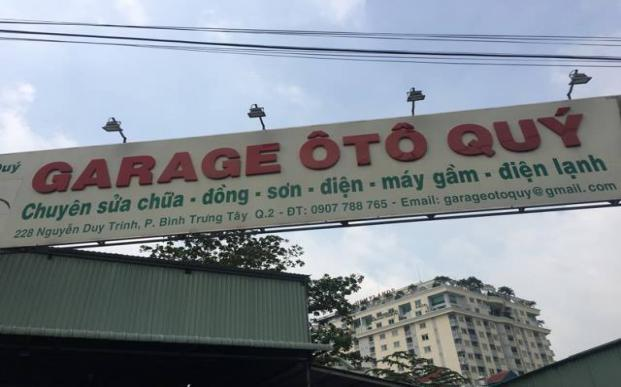 Quý
GARAGE ÔTÔ QUÝ
Chuyên sửa chữa - đồng - sơn - điện - máy gầm - điện lạnh
228 Nguyễn Duy Trinh, P. Bình Trưng Tây Q.2 - ĐT: 0907 788 765 - Email: garageotoquy@gmail.com